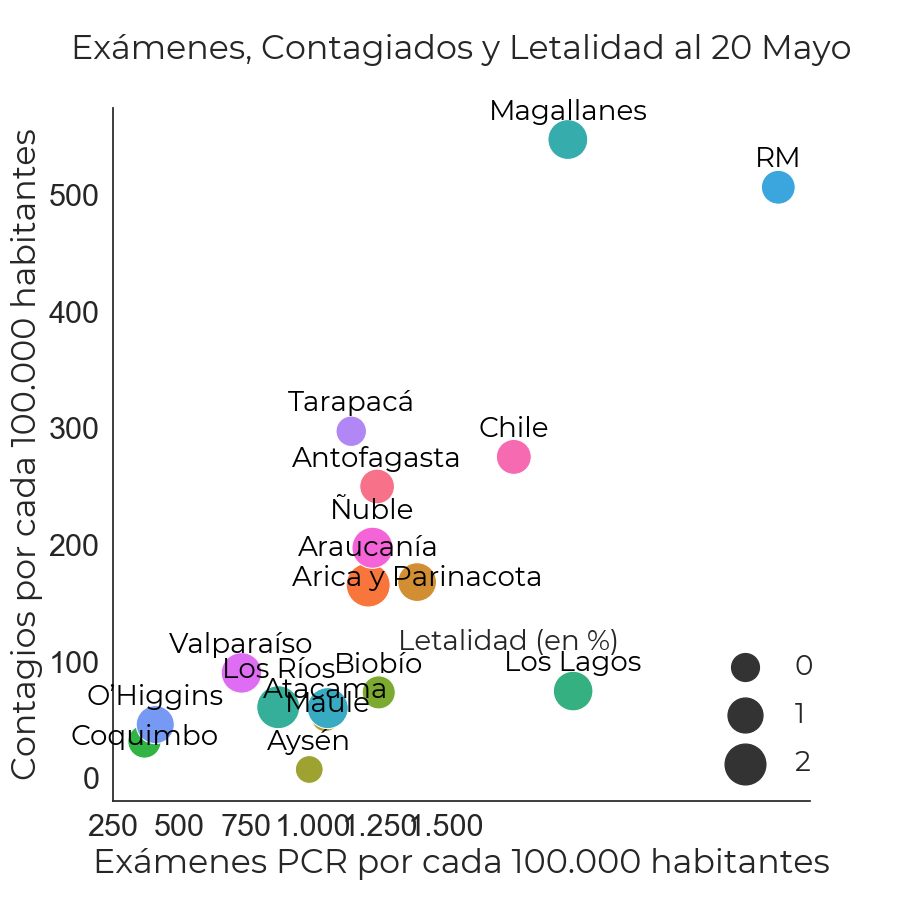 Exámenes, Contagiados y Letalidad al 20 Mayo
Magallanes
RM
500
400
Tarapacá
300
Chile
Antofagasta
Ñuble
200
Araucanía
Arica y Parinacota
Letalidad (en %)
Valparaíso
100
Los Ríos
Biobío
Los Lagos
0
Atacama
O'Higgins
Maule
1
Coquimbo
Aysén
2
0
250 500 750 1.000 1.250 1.500
Exámenes PCR por cada 100.000 habitantes
Contagios por cada 100.000 habitantes